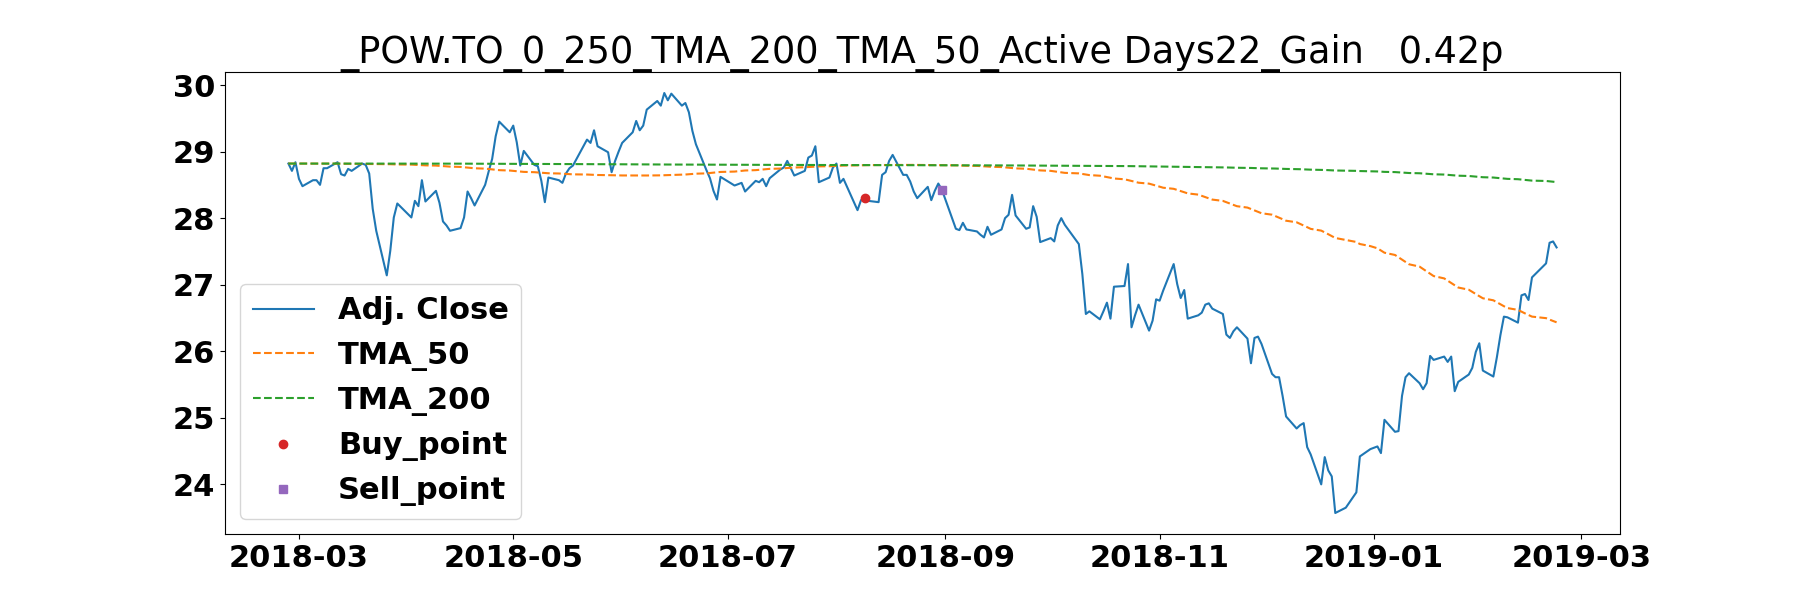 _POW.TO_0_250_TMA_200_TMA_50_Active Days22_Gain   0.42p
30
29
28
27
26
25
24
Adj. Close
TMA_50
TMA_200
Buy_point
Sell_point
2018-03 2018-05 2018-07 2018-09 2018-11 2019-01 2019-03